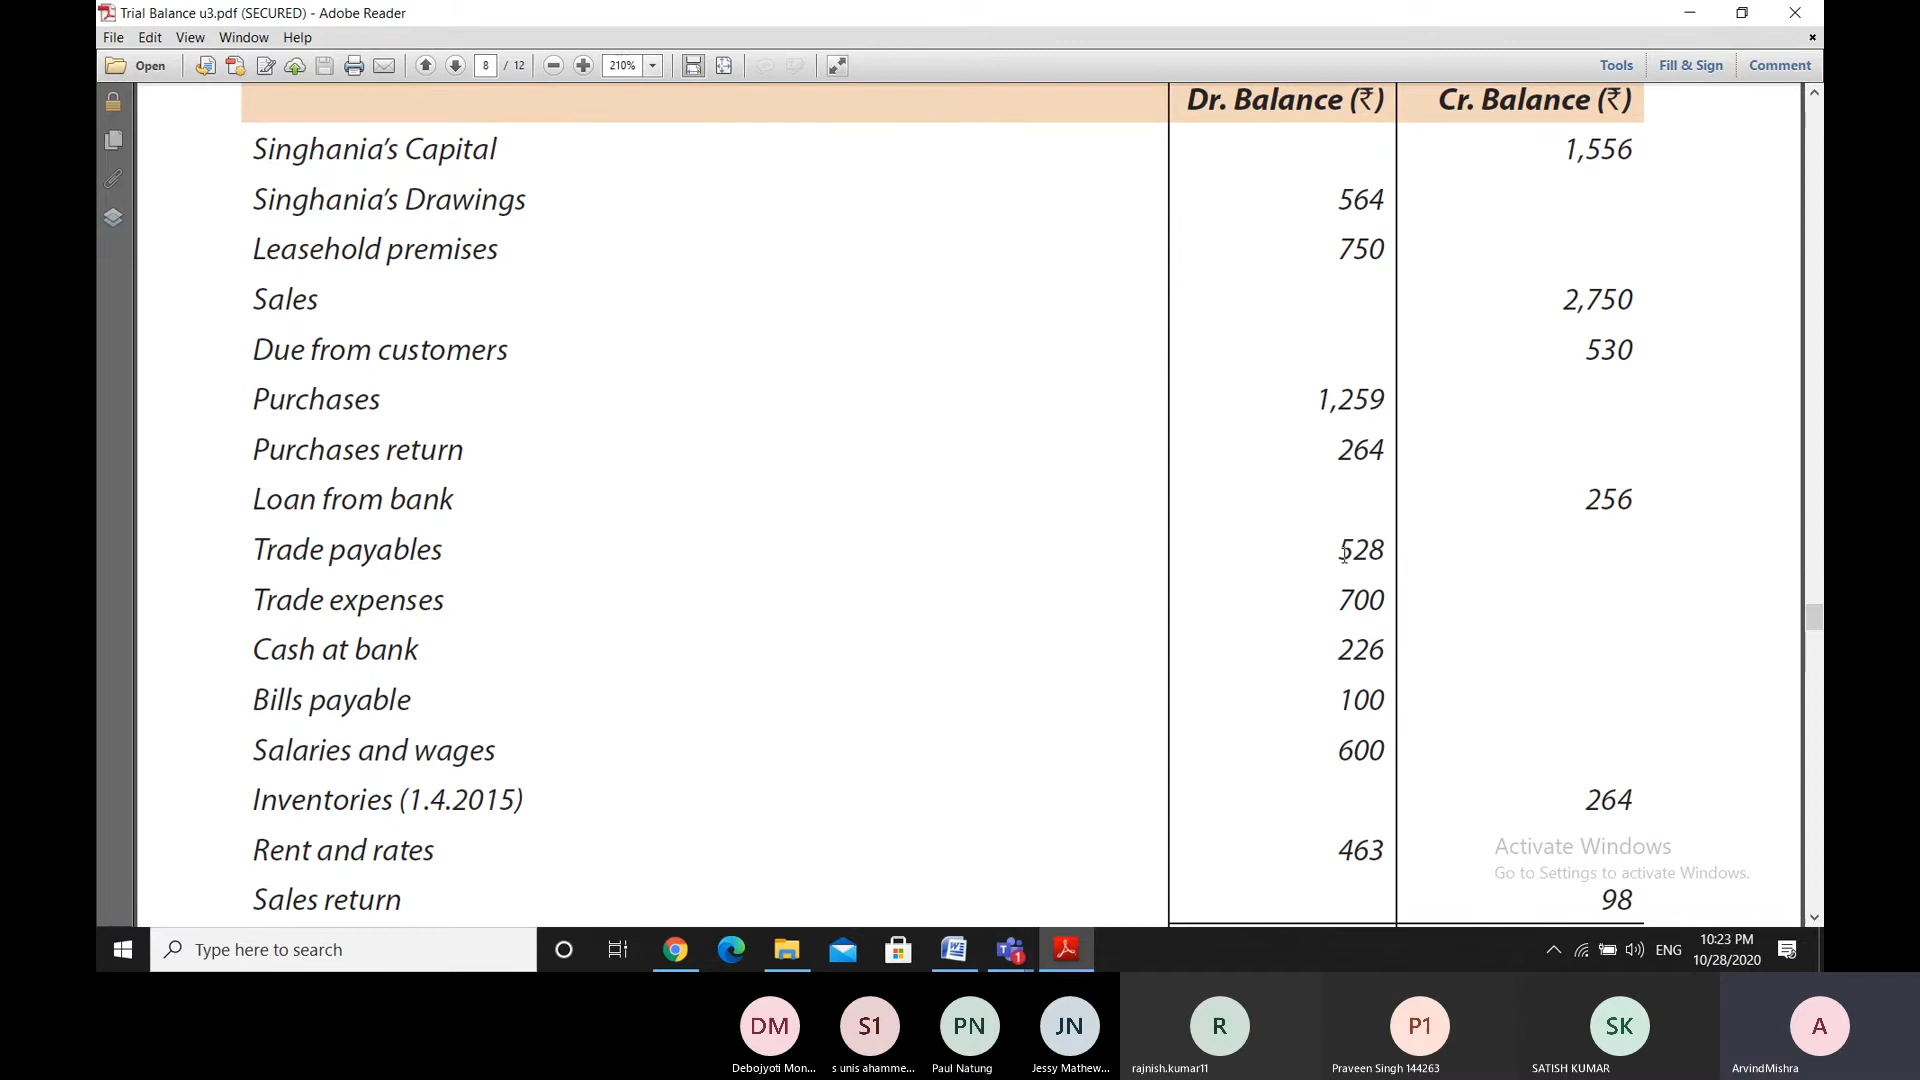 Trial Balance u3.pdf (SECURED) - Adobe Reader
File Edit View Window Help
Open 8 / 12 210% Tools Fill & Sign Comment
Dr. Balance (₹) Cr. Balance (₹)
Singhania's Capital 1,556
Singhania's Drawings 564
Leasehold premises 750
Sales 2,750
Due from customers 530
Purchases 1,259
Purchases return 264
Loan from bank 256
Trade payables 528
Trade expenses 700
Cash at bank 226
Bills payable 100
Salaries and wages 600
Inventories (1.4.2015) 264
Rent and rates 463
Activate Windows
Go to Settings to activate Windows.
Sales return 98
Type here to search 1 ENG 10:23 PM
10/28/2020
DM S1 PN JN R P1 SK A
Debojyoti Mon... s unis ahamme... Paul Natung Jessy Mathew... rajnish.kumar11 Praveen Singh 144263 SATISH KUMAR ArvindMishra